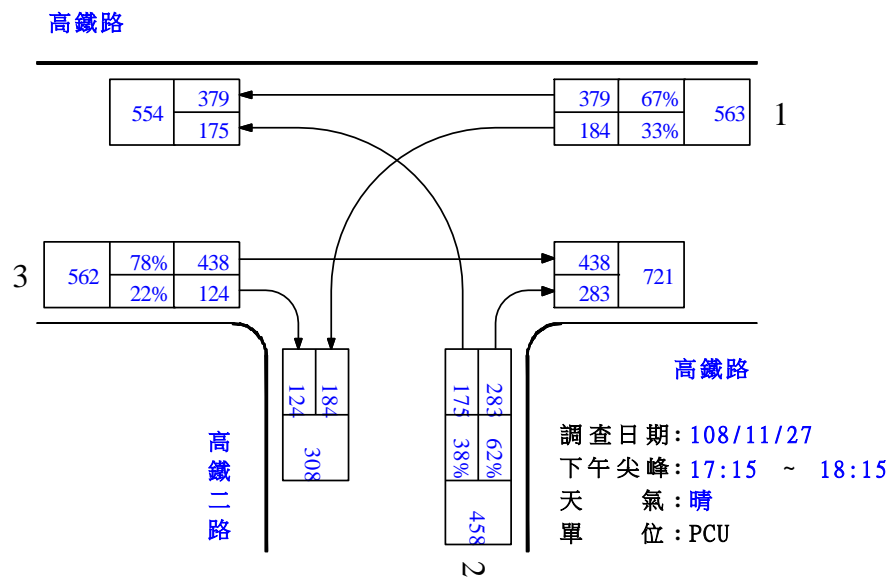 高鐵路
554 379
175
379 67% 563 1
184 33%
3 562 78% 438
22% 124
438 721
283
124 184
308
175 283
38% 62%
458
2
高鐵二路
高鐵路
調查日期：108/11/27
下午尖峰：17:15 ~ 18:15
天 氣：晴
單 位：PCU